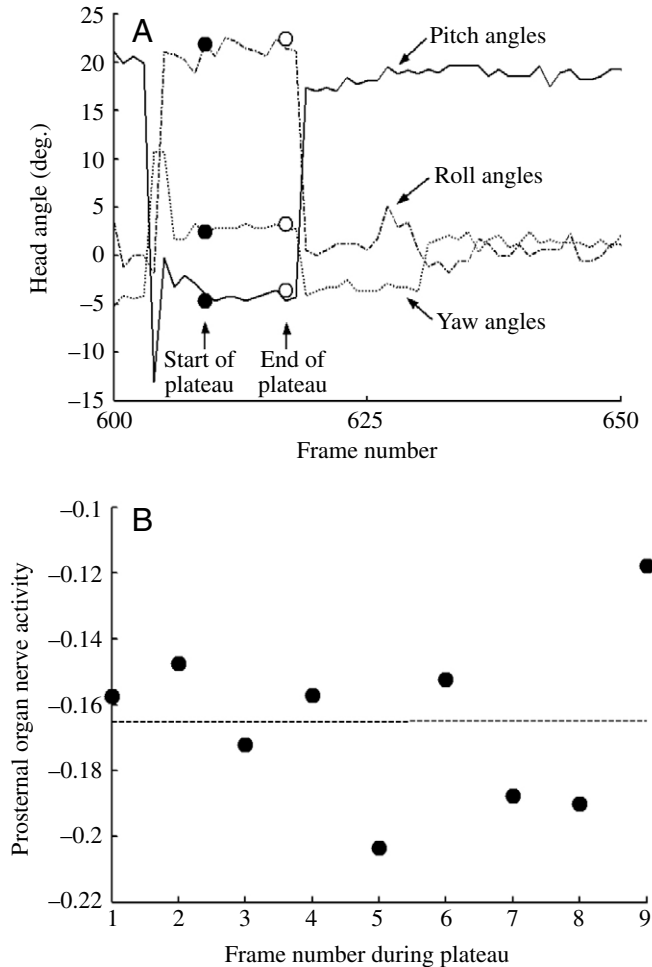 A
25
20
15
10
5
0
−5
−10
−15
Head angle (deg.)
Pitch angles
Roll angles
Yaw angles
Start of
plateau
End of
plateau
600
625
650
Frame number
B
−0.1
−0.12
−0.14
−0.16
−0.18
−0.2
−0.22
Prosternal organ nerve activity
1
2
3
4
5
6
7
8
9
Frame number during plateau